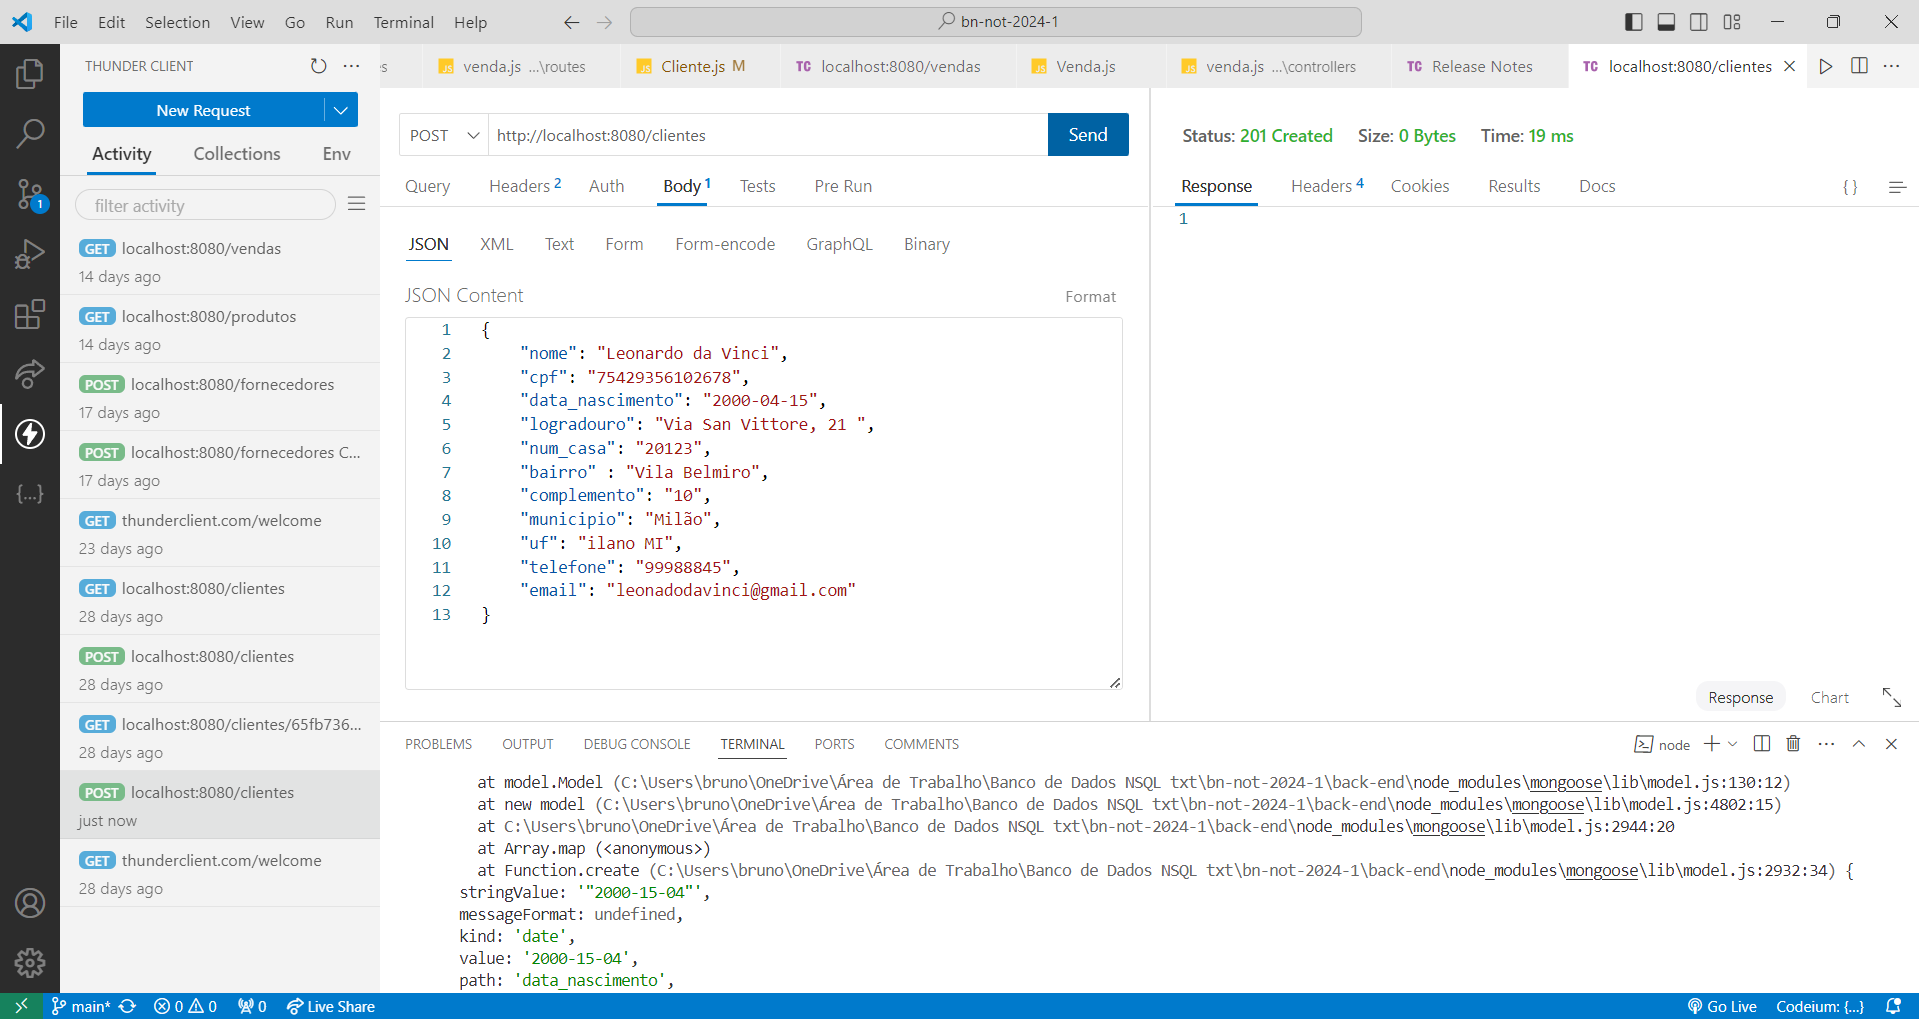 File Edit Selection View Go Run Terminal Help
bn-not-2024-1
THUNDER CLIENT
es
JS venda.js ...\routes
JS Cliente.js M
TC localhost:8080/vendas
JS Venda.js
JS venda.js ...\controllers
TC Release Notes
TC localhost:8080/clientes
New Request
Activity Collections Env
filter activity
1
GET localhost:8080/vendas
14 days ago
GET localhost:8080/produtos
14 days ago
POST localhost:8080/fornecedores
17 days ago
POST localhost:8080/fornecedores C...
17 days ago
GET thunderclient.com/welcome
23 days ago
GET localhost:8080/clientes
28 days ago
POST localhost:8080/clientes
28 days ago
GET localhost:8080/clientes/65fb736...
28 days ago
POST localhost:8080/clientes
just now
GET thunderclient.com/welcome
28 days ago
POST http://localhost:8080/clientes Send
Query Headers 2 Auth Body 1 Tests Pre Run
JSON XML Text Form Form-encode GraphQL Binary
JSON Content Format
1 {
2 "nome": "Leonardo da Vinci",
3 "cpf": "75429356102678",
4 "data_nascimento": "2000-04-15",
5 "logradouro": "Via San Vittore, 21 ",
6 "num_casa": "20123",
7 "bairro" : "Vila Belmiro",
8 "complemento": "10",
9 "municipio": "Milão",
10 "uf": "ilano MI",
11 "telefone": "99988845",
12 "email": "leonadodavinci@gmail.com"
13 }
Status: 201 Created Size: 0 Bytes Time: 19 ms
Response Headers 4 Cookies Results Docs { }
1
Response Chart
PROBLEMS OUTPUT DEBUG CONSOLE TERMINAL PORTS COMMENTS
node
at model.Model (C:\Users\bruno\OneDrive\Área de Trabalho\Banco de Dados NSQL txt\bn-not-2024-1\back-end\node_modules\mongoose\lib\model.js:130:12)
at new model (C:\Users\bruno\OneDrive\Área de Trabalho\Banco de Dados NSQL txt\bn-not-2024-1\back-end\node_modules\mongoose\lib\model.js:4802:15)
at C:\Users\bruno\OneDrive\Área de Trabalho\Banco de Dados NSQL txt\bn-not-2024-1\back-end\node_modules\mongoose\lib\model.js:2944:20
at Array.map (<anonymous>)
at Function.create (C:\Users\bruno\OneDrive\Área de Trabalho\Banco de Dados NSQL txt\bn-not-2024-1\back-end\node_modules\mongoose\lib\model.js:2932:34) {
stringValue: '"2000-15-04"',
messageFormat: undefined,
kind: 'date',
value: '2000-15-04',
path: 'data_nascimento',
main* 0 0 0 Live Share
Go Live Codeium: {...}